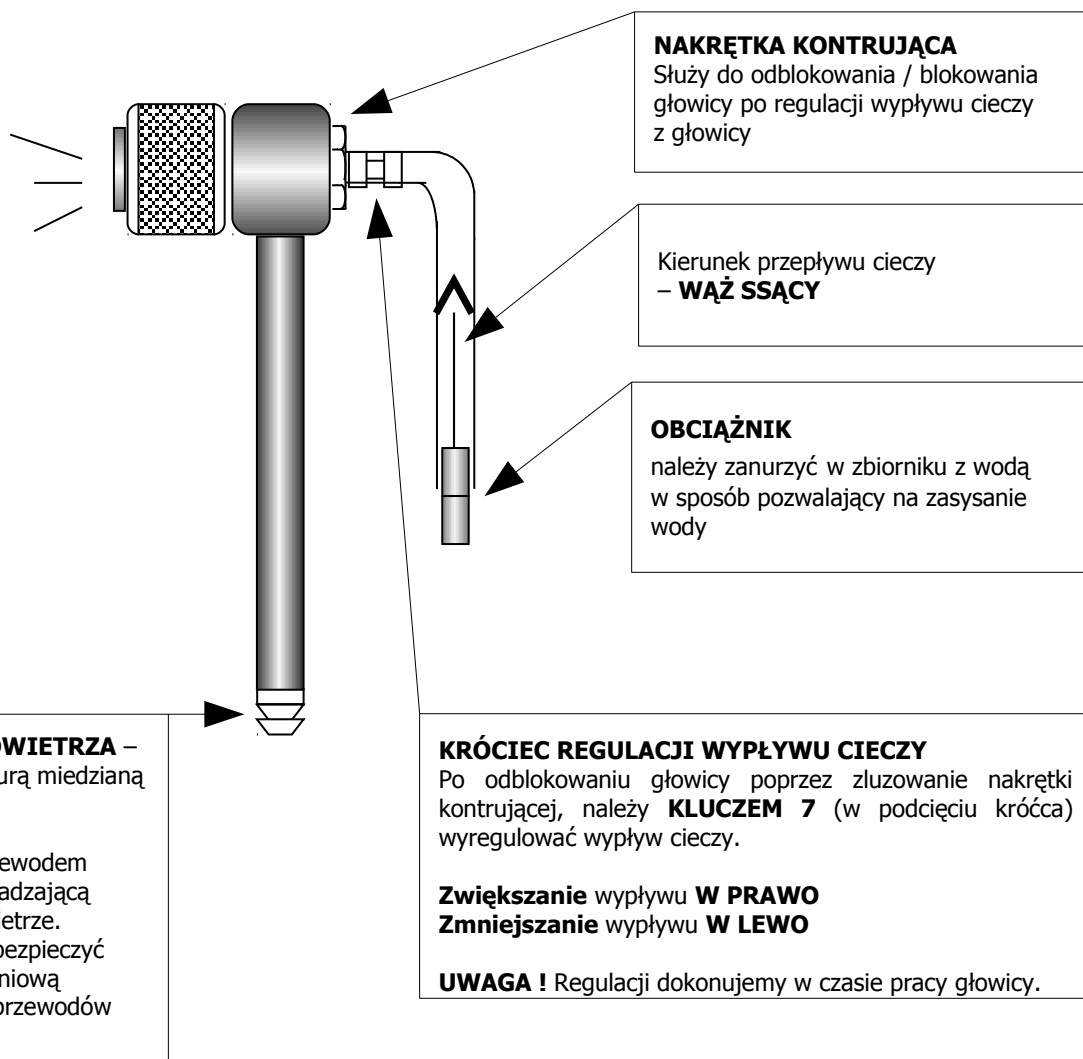 NAKRĘTKA KONTRUJĄCA
Służy do odblokowania / blokowania
głowicy po regulacji wypływu cieczy
z głowicy
Kierunek przepływu cieczy
– WĄŻ SSĄCY
OBCIĄŻNIK
należy zanurzyć w zbiorniku z wodą
w sposób pozwalający na zasysanie
wody
OWIETRZA –
urą miedzianą
ewodem
adzającą
ietrze.
bezpieczyć
niową
przewodów
KRÓCIEC REGULACJI WYPŁYWU CIECZY
Po odblokowaniu głowicy poprzez zluzowanie nakrętki
kontrującej, należy KLUCZEM 7 (w podcięciu króćca)
wyregulować wypływ cieczy.
Zwiększanie wypływu W PRAWO
Zmniejszanie wypływu W LEWO
UWAGA ! Regulacji dokonujemy w czasie pracy głowicy.